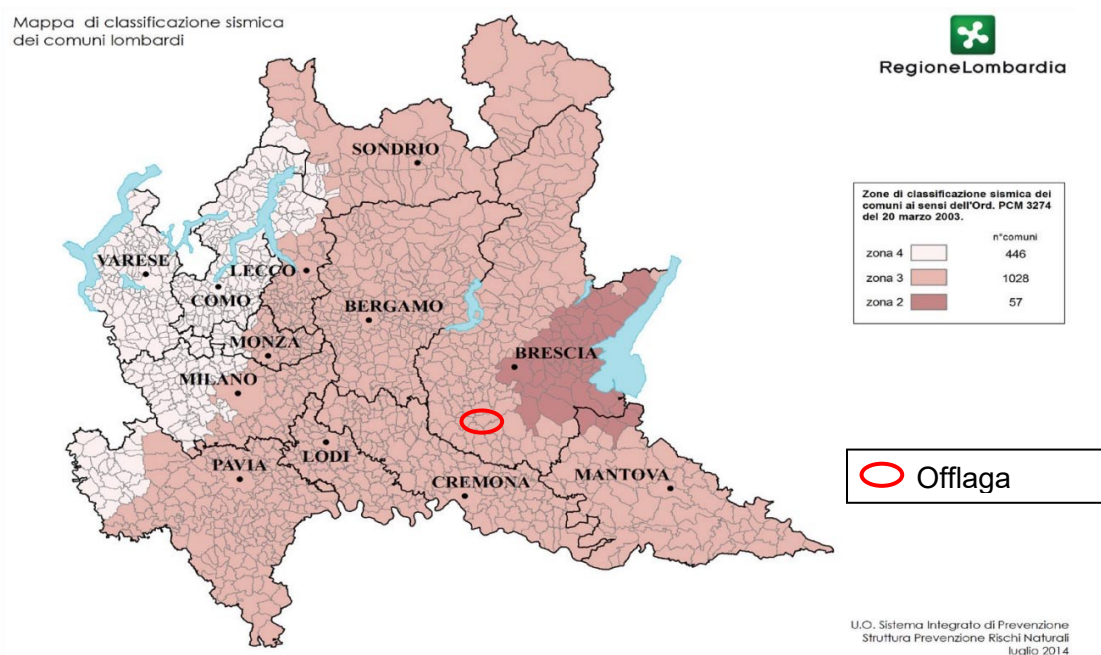 Mappa di classificazione sismica
dei comuni lombardi
RegioneLombardia
SONDRIO
VARESE
LECCO
COMO
BERGAMO
MONZA
BRESCIA
MILANO
PAVIA
LODI
CREMONA
MANTOVA
Zone di classificazione sismica dei
comuni ai sensi dell'Ord. PCM 3274
del 20 marzo 2003.
n°comuni
zona 4 446
zona 3 1028
zona 2 57
Offlaga
U.O. Sistema Integrato di Prevenzione
Struttura Prevenzione Rischi Naturali
luglio 2014